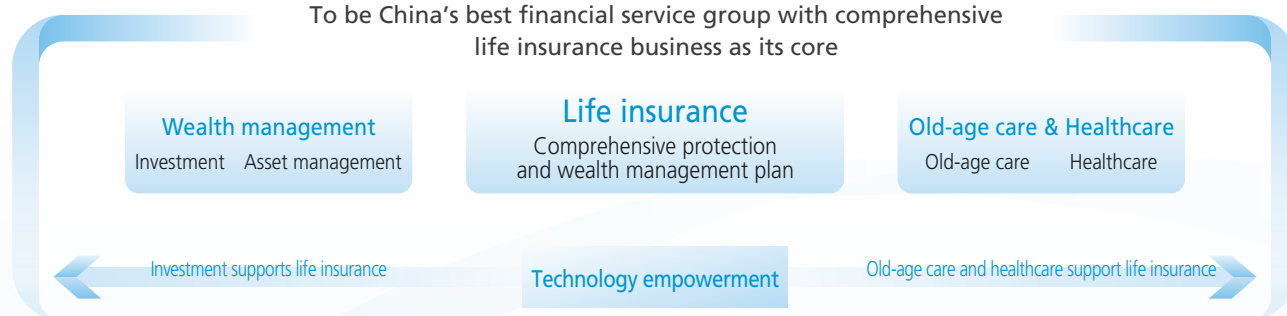 To be China's best financial service group with comprehensive
life insurance business as its core
Wealth management
Investment Asset management
Life insurance
Comprehensive protection
and wealth management plan
Old-age care & Healthcare
Old-age care Healthcare
Investment supports life insurance
Technology empowerment
Old-age care and healthcare support life insurance